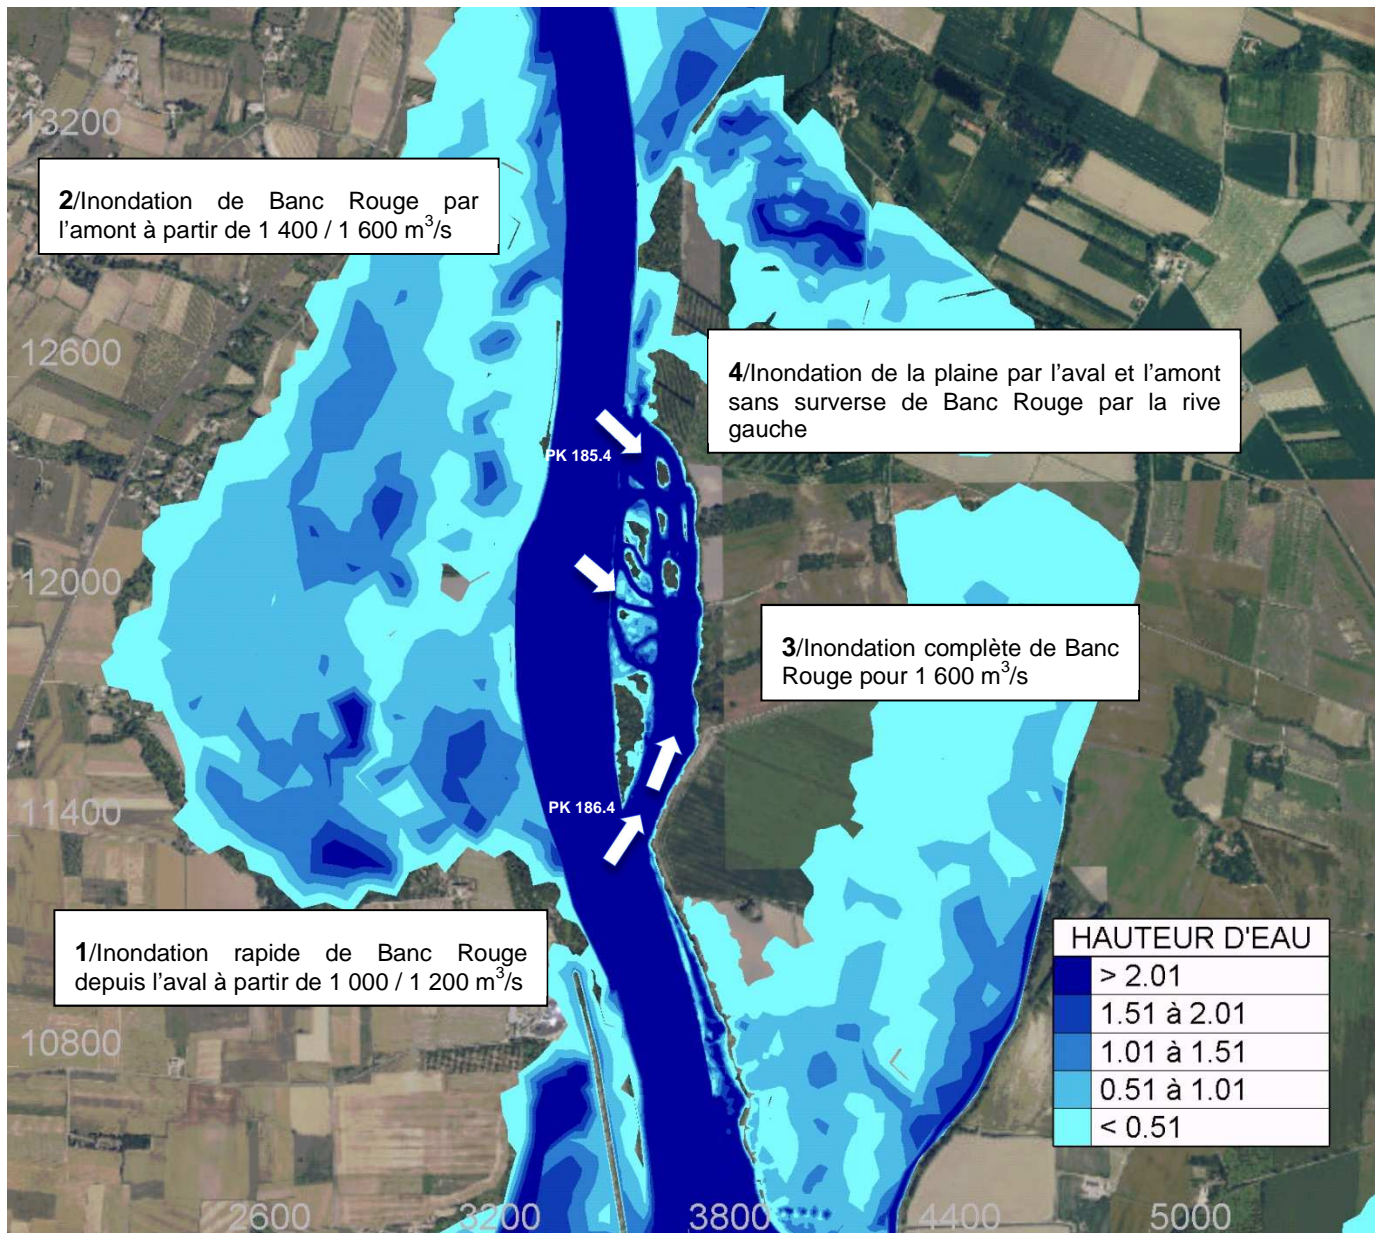 13200
2/Inondation de Banc Rouge par
l'amont à partir de 1 400 / 1 600 m³/s
12600
4/Inondation de la plaine par l'aval et l'amont
sans surverse de Banc Rouge par la rive
gauche
PK 185.4
12000
3/Inondation complète de Banc
Rouge pour 1 600 m³/s
11400
PK 186.4
1/Inondation rapide de Banc Rouge
depuis l'aval à partir de 1 000 / 1 200 m³/s
HAUTEUR D'EAU
> 2.01
1.51 à 2.01
1.01 à 1.51
0.51 à 1.01
< 0.51
10800
2600 3200 3800 4400 5000